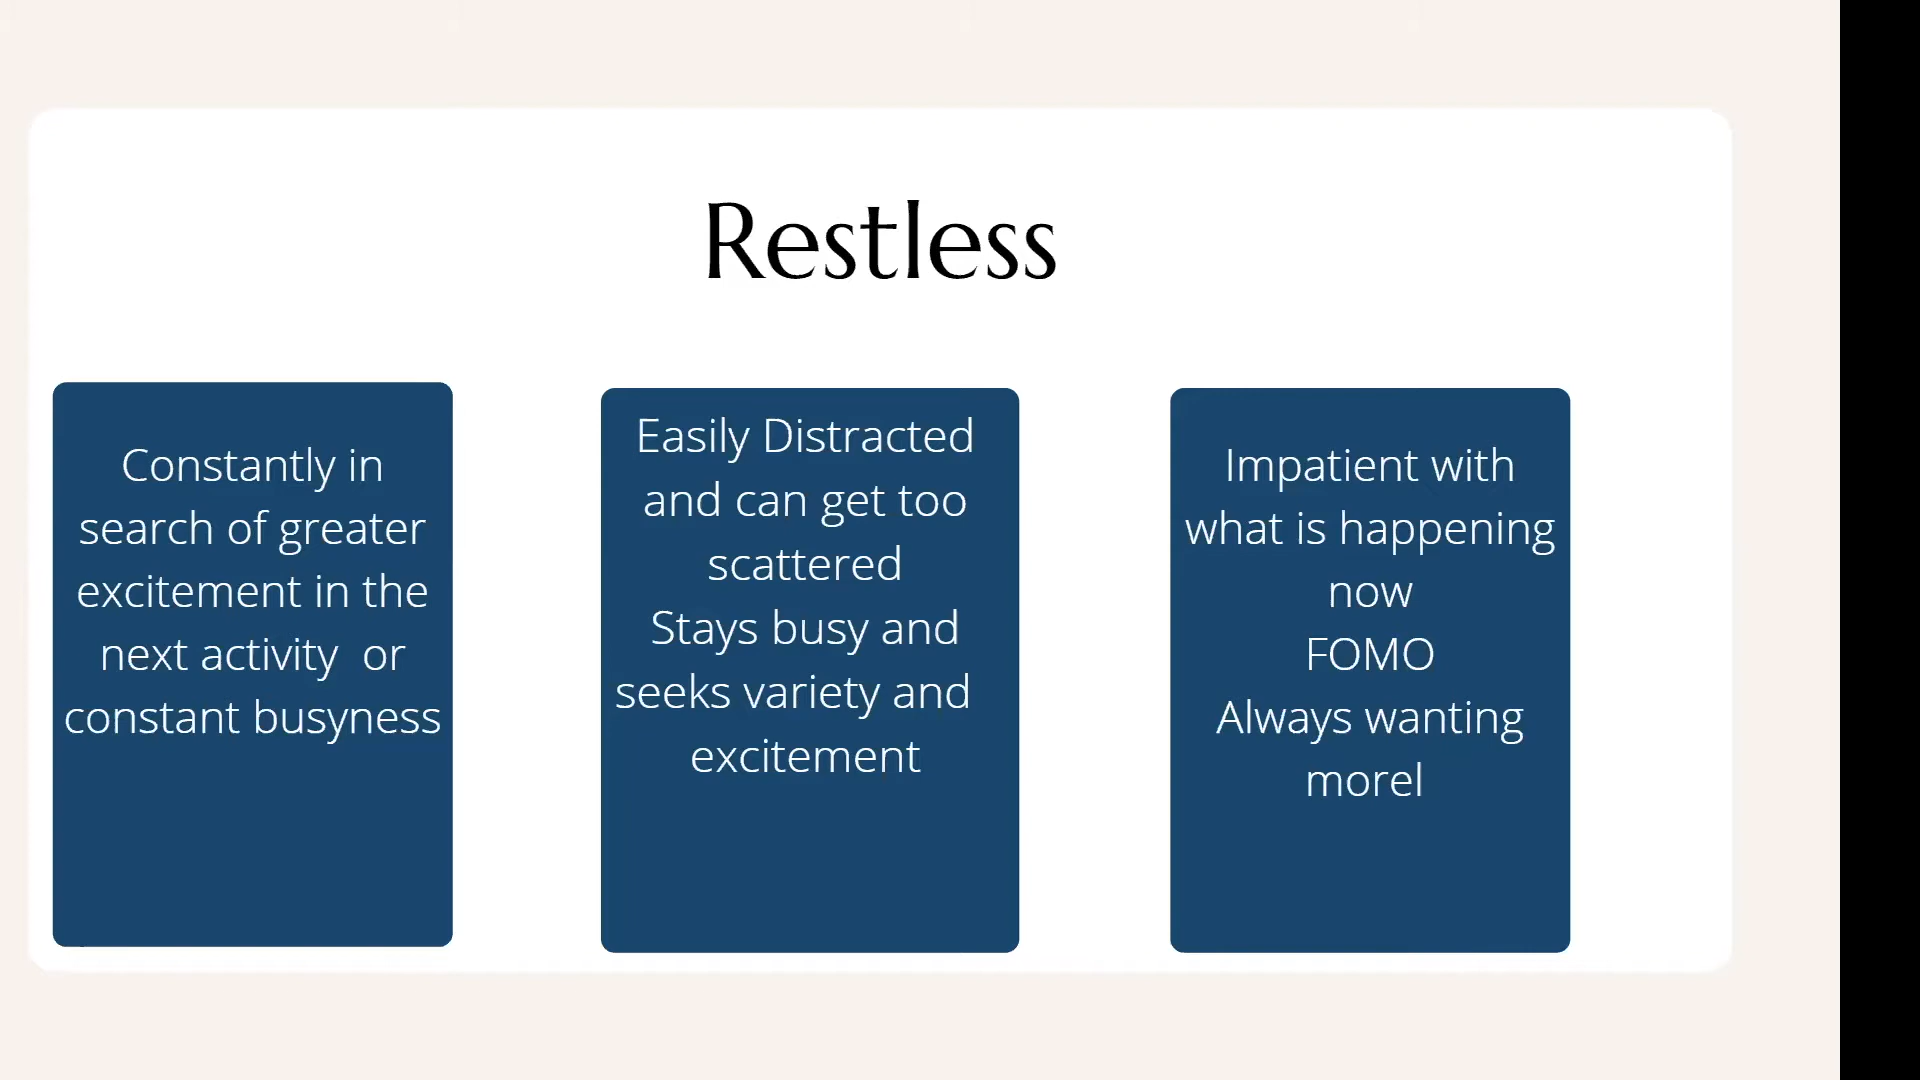 Restless
Constantly in
search of greater
excitement in the
next activity  or
constant busyness
Easily Distracted
and can get too
scattered
Stays busy and
seeks variety and
excitement
Impatient with
what is happening
now
FOMO
Always wanting
morel